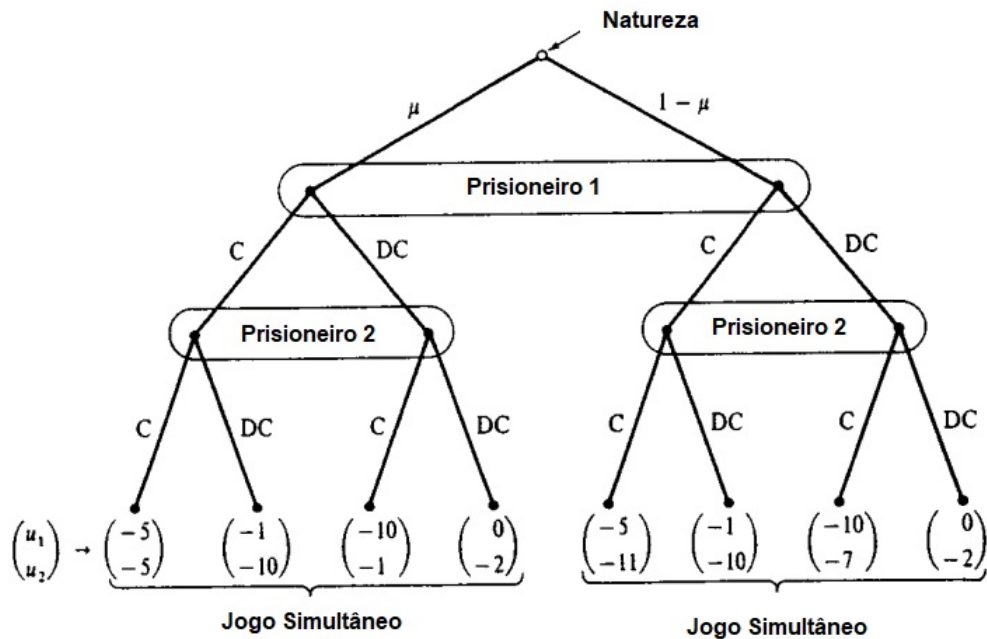 Natureza
μ
1 − μ
Prisioneiro 1
C
DC
C
DC
Prisioneiro 2
Prisioneiro 2
C
DC
C
DC
C
DC
C
DC
(u₁ u₂) → (−5 −5) (−1 −10) (−10 −1) (0 −2) (−5 −11) (−1 −10) (−10 −7) (0 −2)
Jogo Simultâneo
Jogo Simultâneo